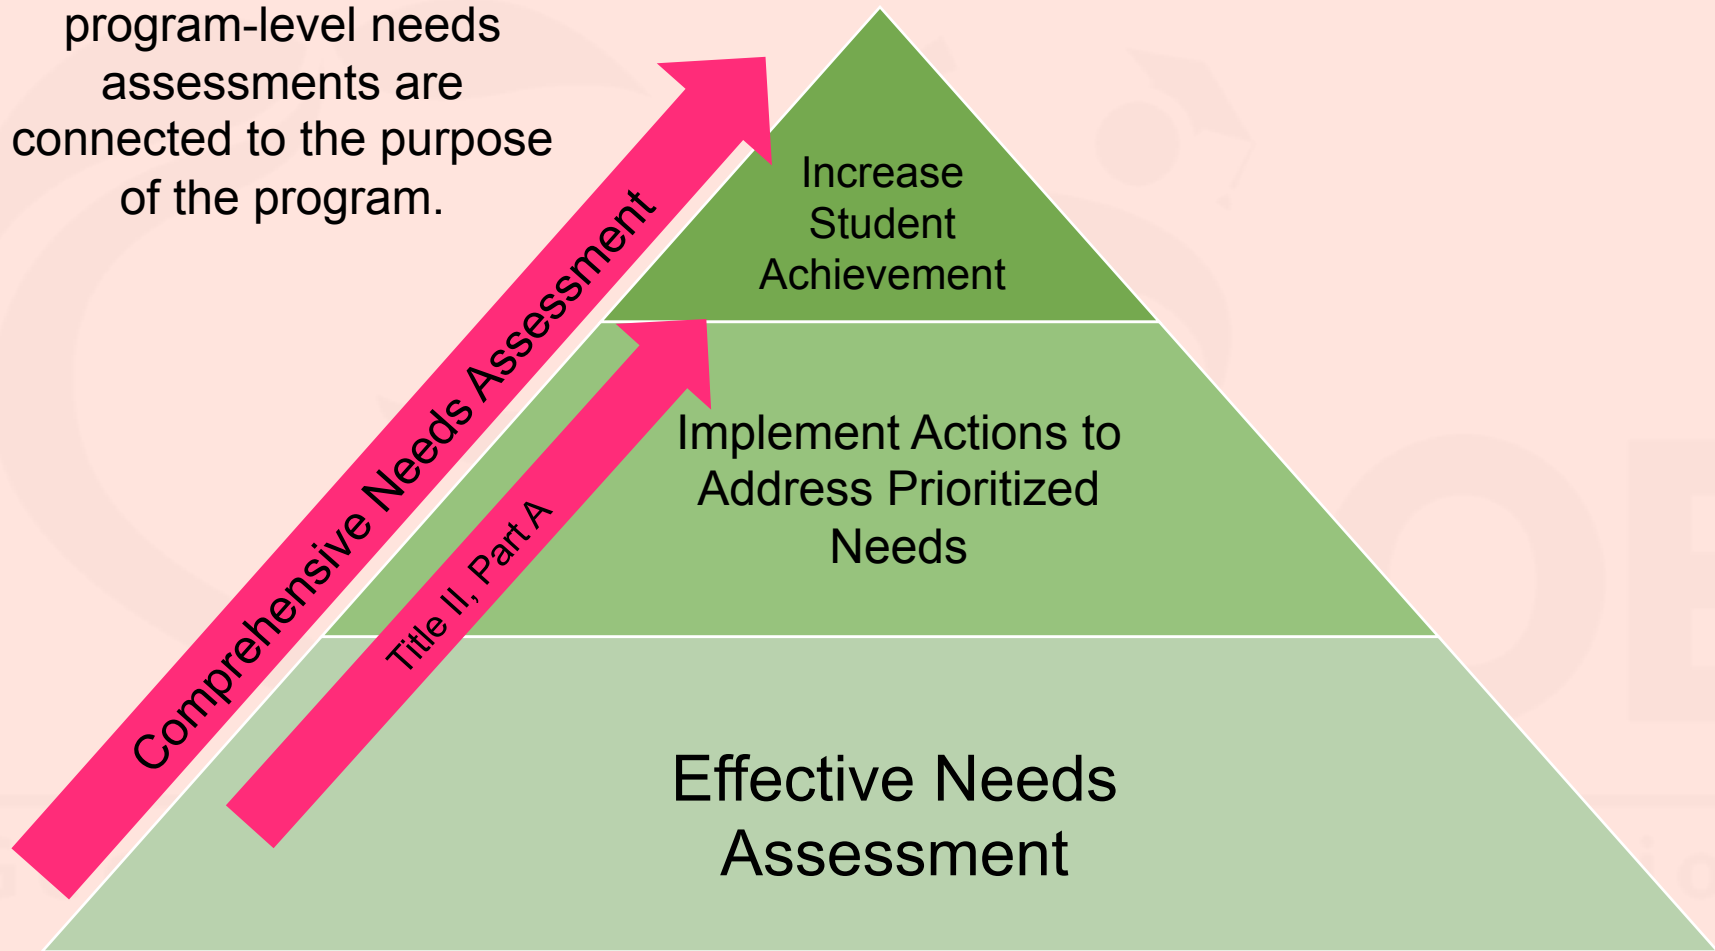 program-level needs
assessments are
connected to the purpose
of the program.
Comprehensive Needs Assessment
Title II, Part A
Increase
Student
Achievement
Implement Actions to
Address Prioritized
Needs
Effective Needs
Assessment